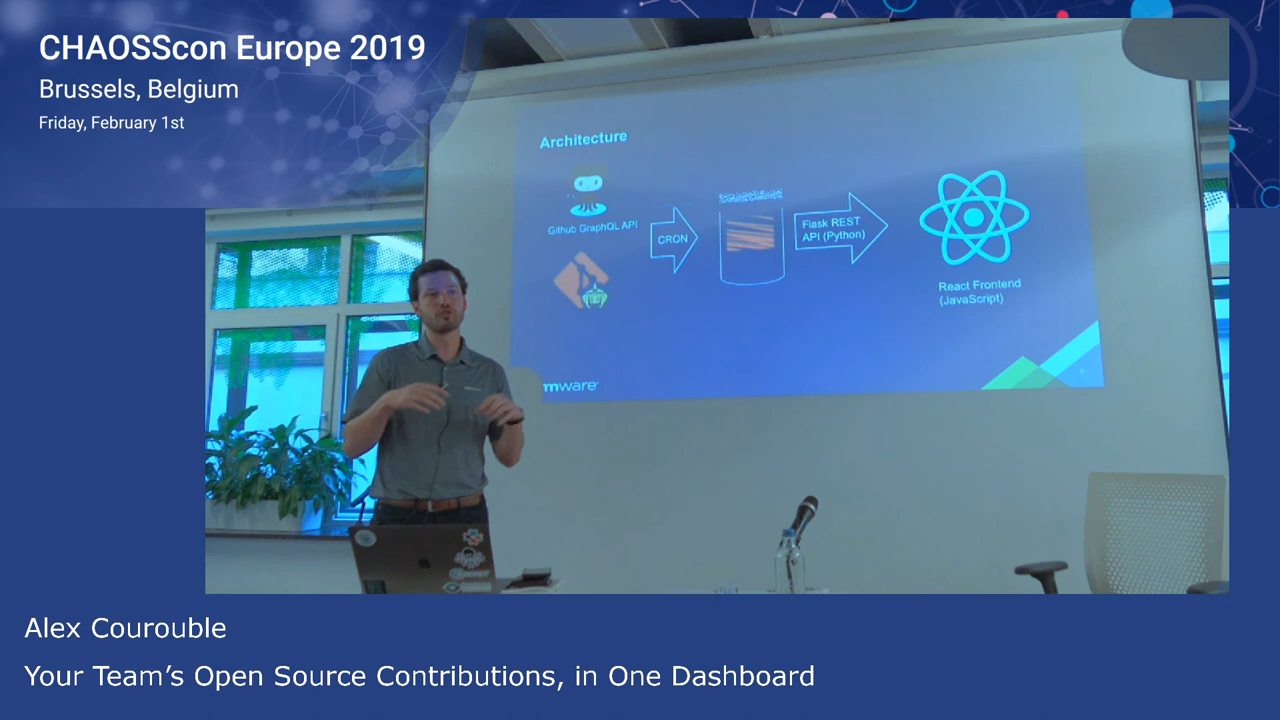 CHAOSScon Europe 2019
Brussels, Belgium
Friday, February 1st
Architecture
Github GraphQL API
CRON
Flask REST
API (Python)
React Frontend
(JavaScript)
mware
Alex Courouble
Your Team’s Open Source Contributions, in One Dashboard